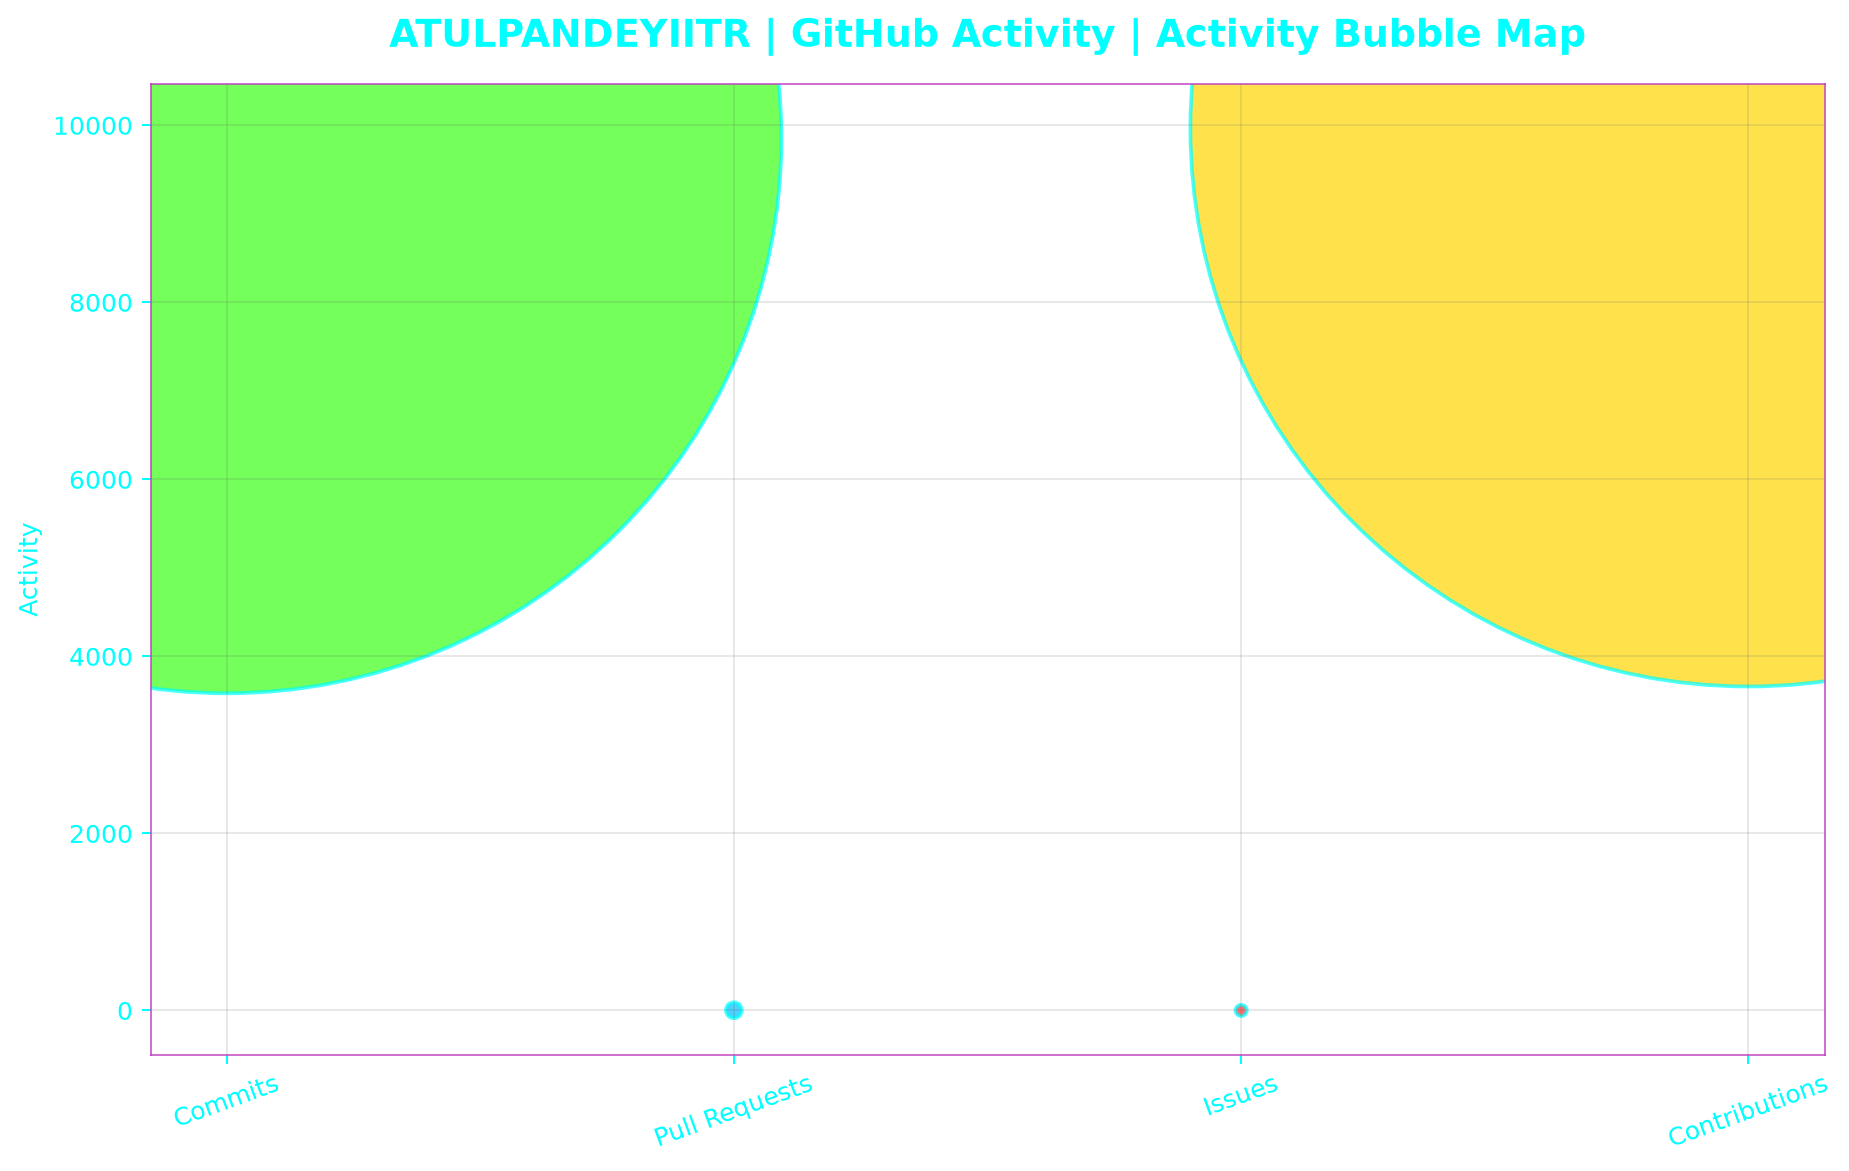 ATULPANDEYIITR | GitHub Activity | Activity Bubble Map
10000
8000
6000
4000
2000
0
Activity
Commits
Pull Requests
Issues
Contributions